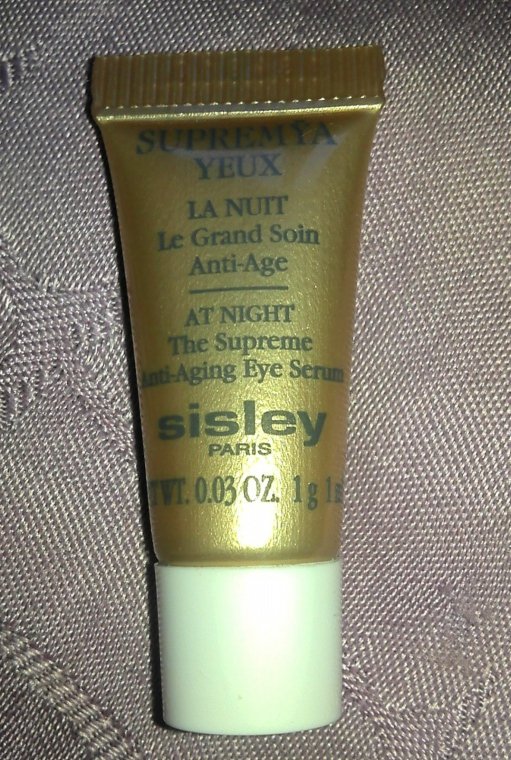 SUPREMŸA
YEUX
LA NUIT
Le Grand Soin
Anti-Age
AT NIGHT
The Supreme
Anti-Aging Eye Serum
sisley
PARIS
WT. 0.03 OZ. 1g